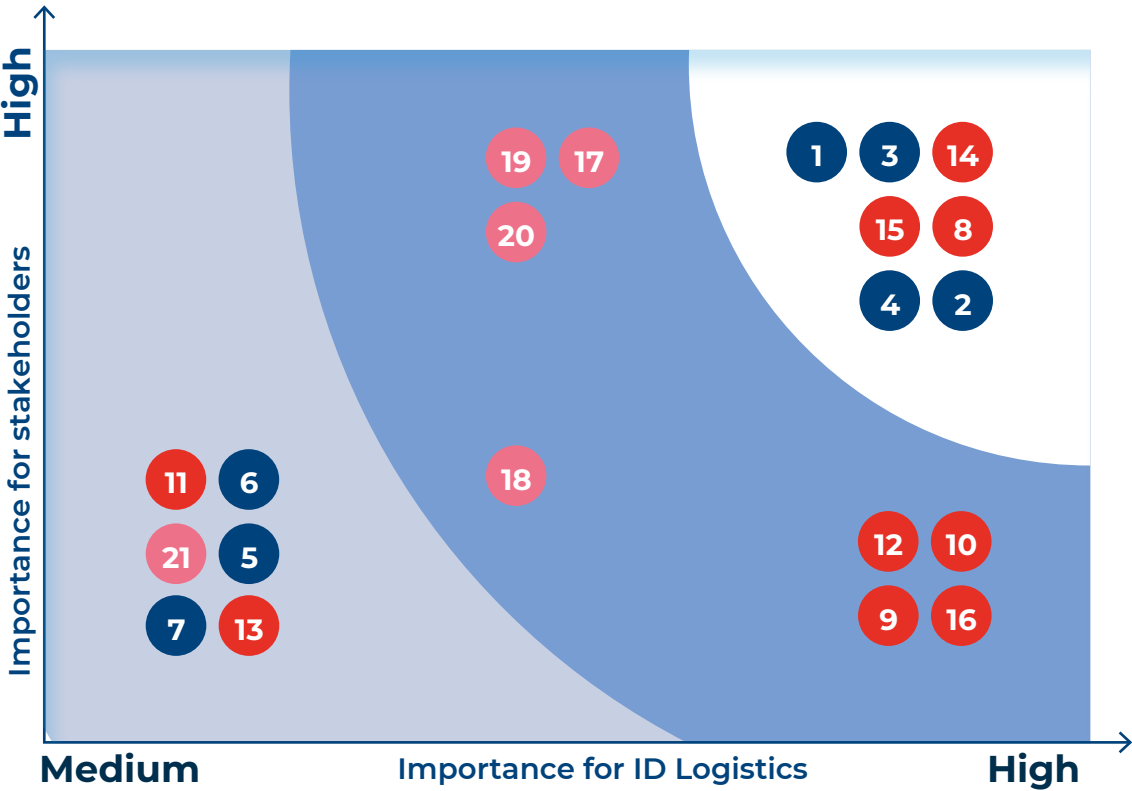 High
Importance for stakeholders
19 17
20
18
1 3 14
15 8
4 2
11 6
21 5
7 13
12 10
9 16
Medium
Importance for ID Logistics
High